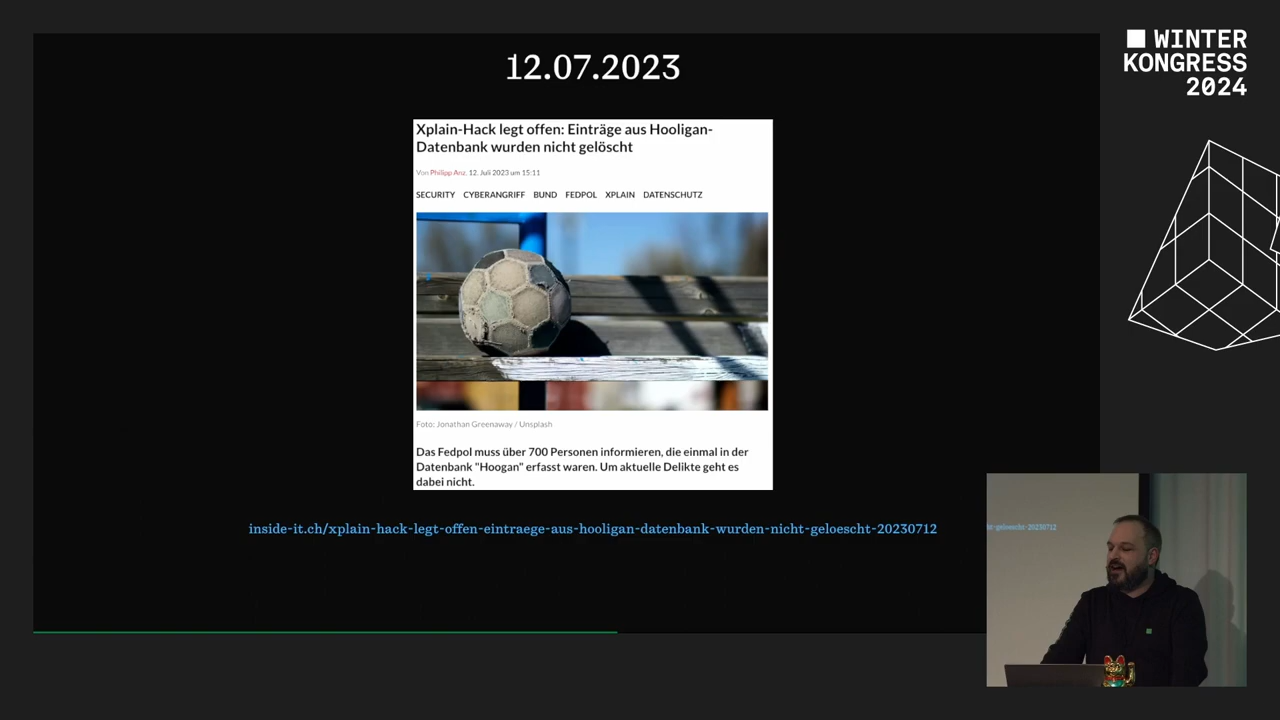 12.07.2023
WINTER
KONGRESS
2024
Xplain-Hack legt offen: Einträge aus Hooligan-
Datenbank wurden nicht gelöscht
Von Philipp Anz, 12. Juli 2023 um 15:11
SECURITY CYBERANGRIFF BUND FEDPOL XPLAIN DATENSCHUTZ
Foto: Jonathan Greenaway / Unsplash
Das Fedpol muss über 700 Personen informieren, die einmal in der
Datenbank "Hoogan" erfasst waren. Um aktuelle Delikte geht es
dabei nicht.
inside-it.ch/xplain-hack-legt-offen-eintraege-aus-hooligan-datenbank-wurden-nicht-geloescht-20230712
ht-geloescht-20230712